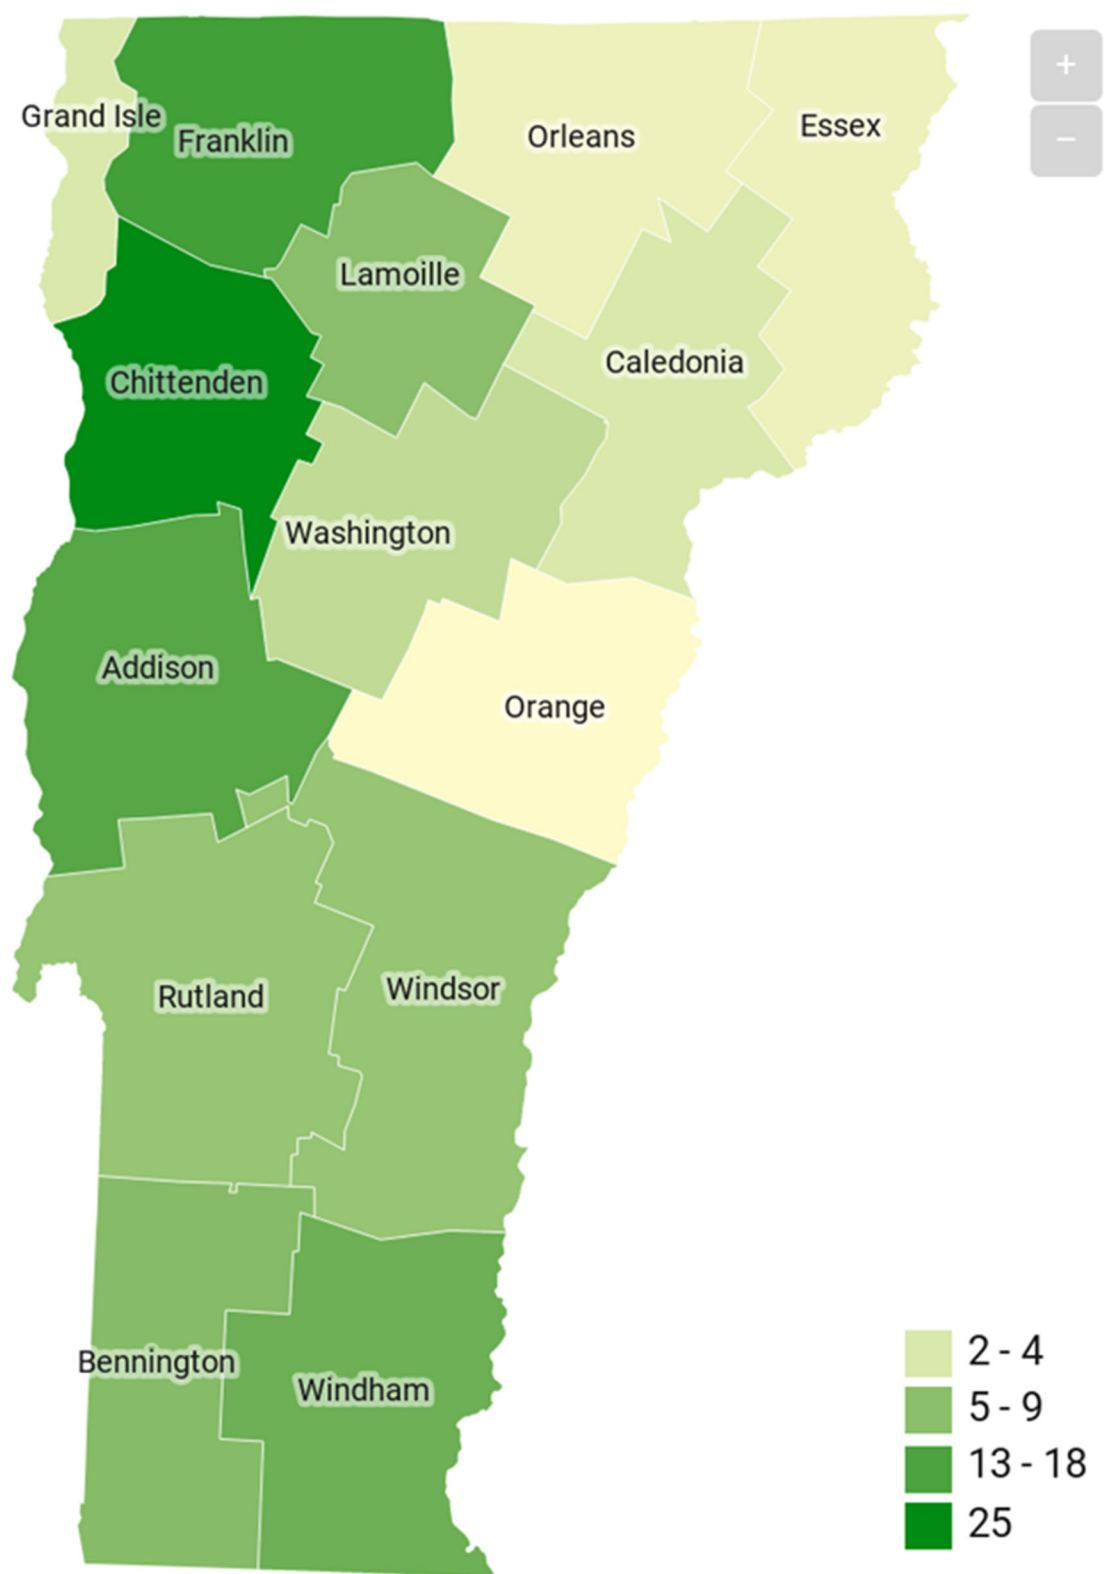 +
Grand Isle
Franklin
Orleans
Essex
−
Lamoille
Caledonia
Chittenden
Washington
Addison
Orange
Rutland
Windsor
Bennington
Windham
2 - 4
5 - 9
13 - 18
25